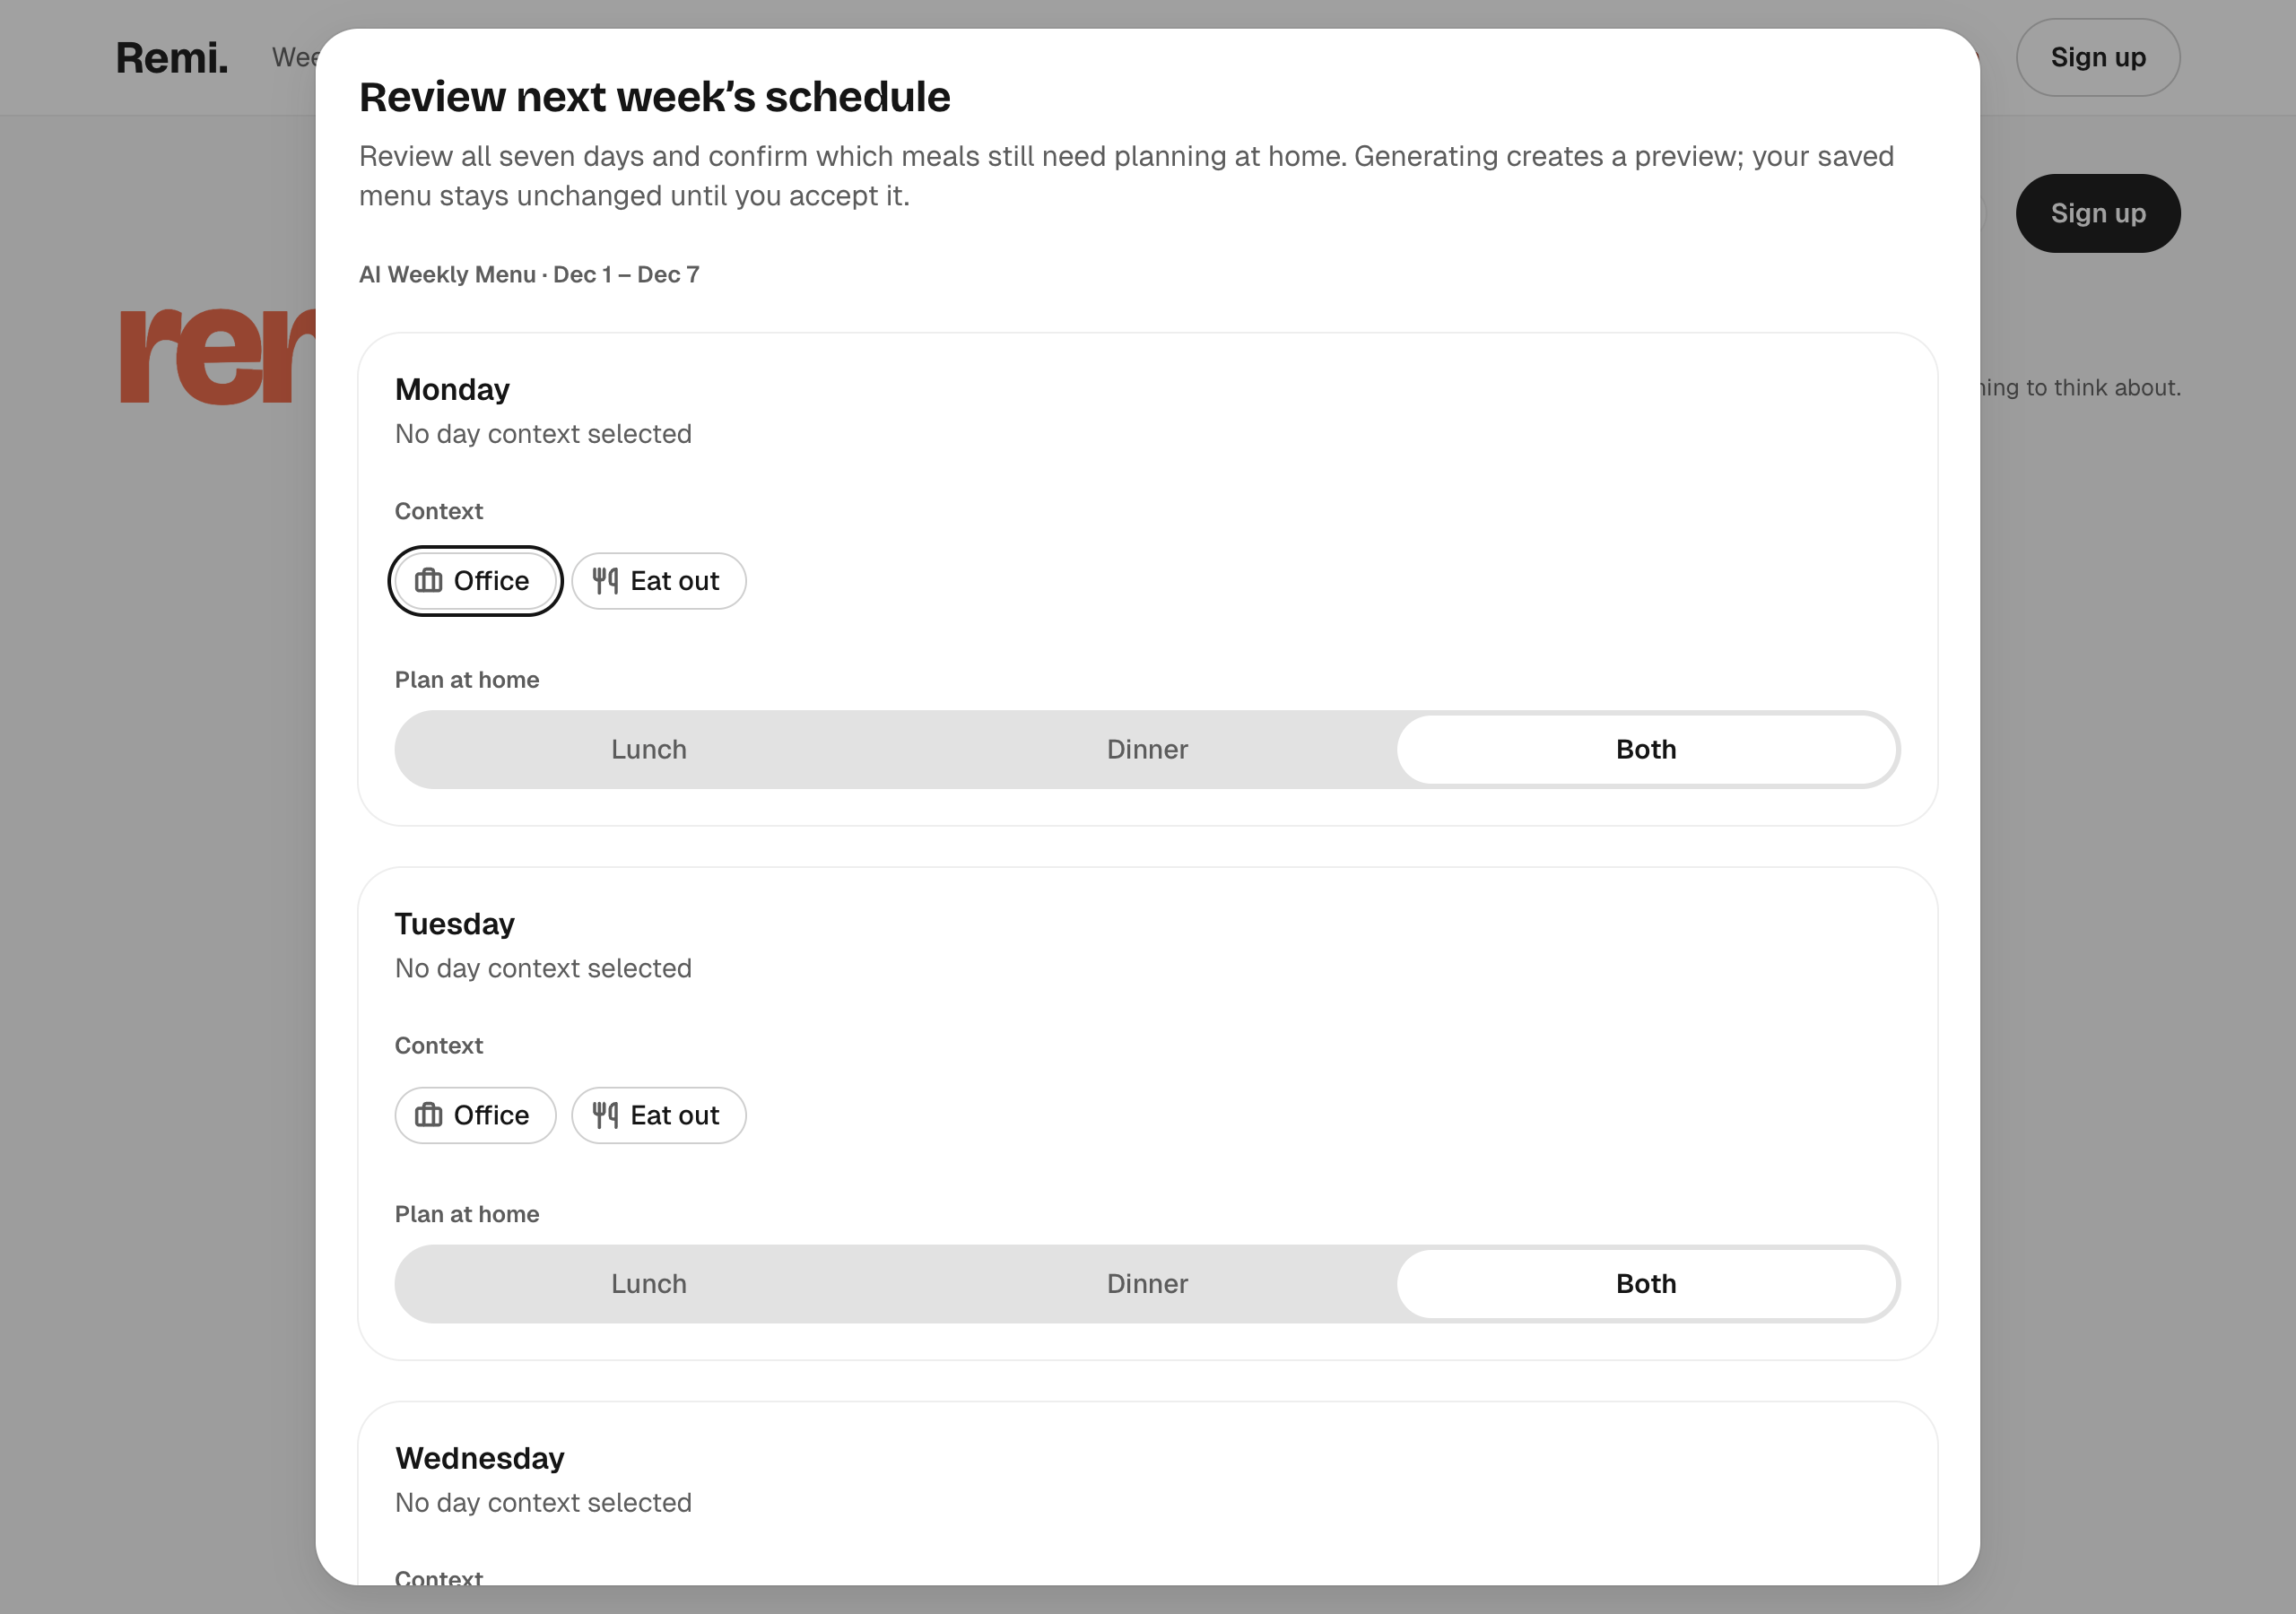 Remi.
Sign up
Review next week’s schedule
Review all seven days and confirm which meals still need planning at home. Generating creates a preview; your saved
menu stays unchanged until you accept it.
Sign up
AI Weekly Menu · Dec 1 – Dec 7
to think about.
Monday
No day context selected
Context
Office
Eat out
Plan at home
Lunch
Dinner
Both
Tuesday
No day context selected
Context
Office
Eat out
Plan at home
Lunch
Dinner
Both
Wednesday
No day context selected
Context